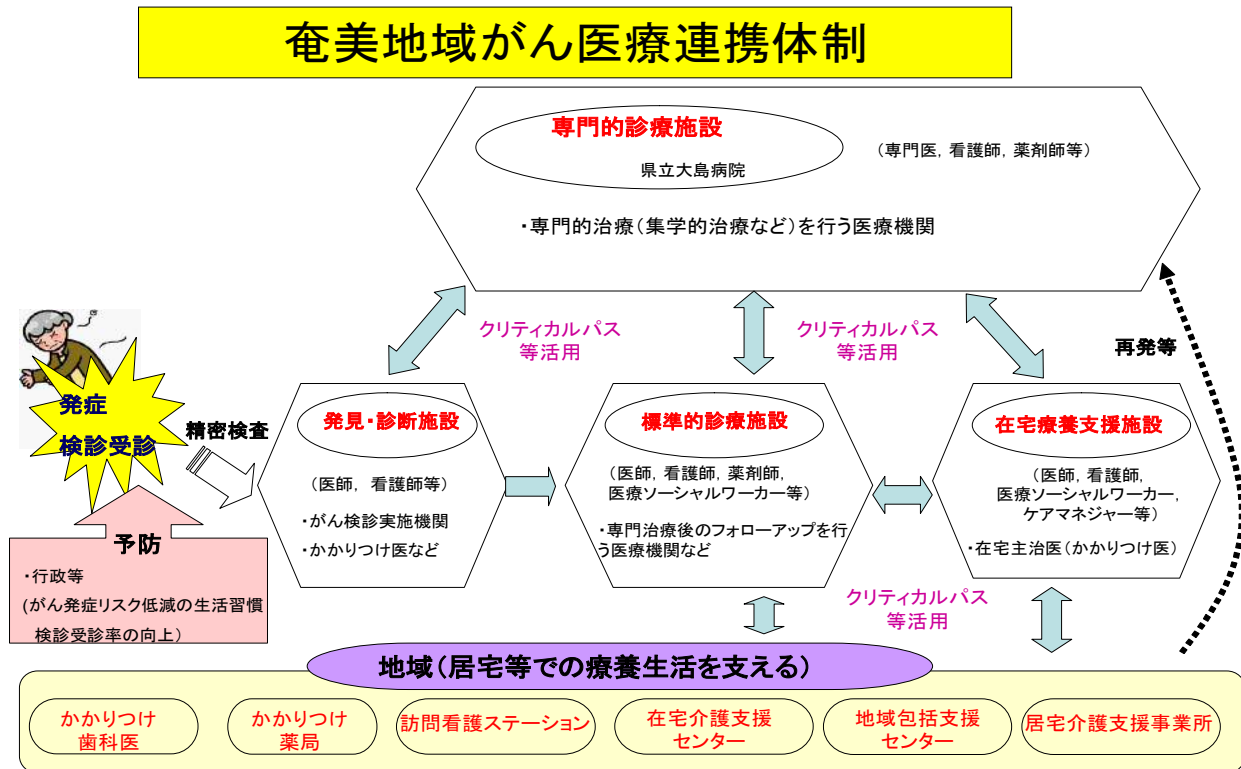 奄美地域がん医療連携体制
専門的診療施設
県立大島病院
（専門医，看護師，薬剤師等）
・専門的治療（集学的治療など）を行う医療機関
クリティカルパス
等活用
クリティカルパス
等活用
再発等
発症
検診受診
精密検査
発見・診断施設
（医師，看護師等）
・がん検診実施機関
・かかりつけ医など
標準的診療施設
（医師，看護師，薬剤師，
医療ソーシャルワーカー等）
・専門治療後のフォローアップを行
う医療機関など
在宅療養支援施設
（医師，看護師，
医療ソーシャルワーカー，
ケアマネジャー等）
・在宅主治医（かかりつけ医）
予防
・行政等
(がん発症リスク低減の生活習慣
検診受診率の向上）
クリティカルパス
等活用
地域（居宅等での療養生活を支える）
かかりつけ
歯科医
かかりつけ
薬局
訪問看護ステーション
在宅介護支援
センター
地域包括支援
センター
居宅介護支援事業所